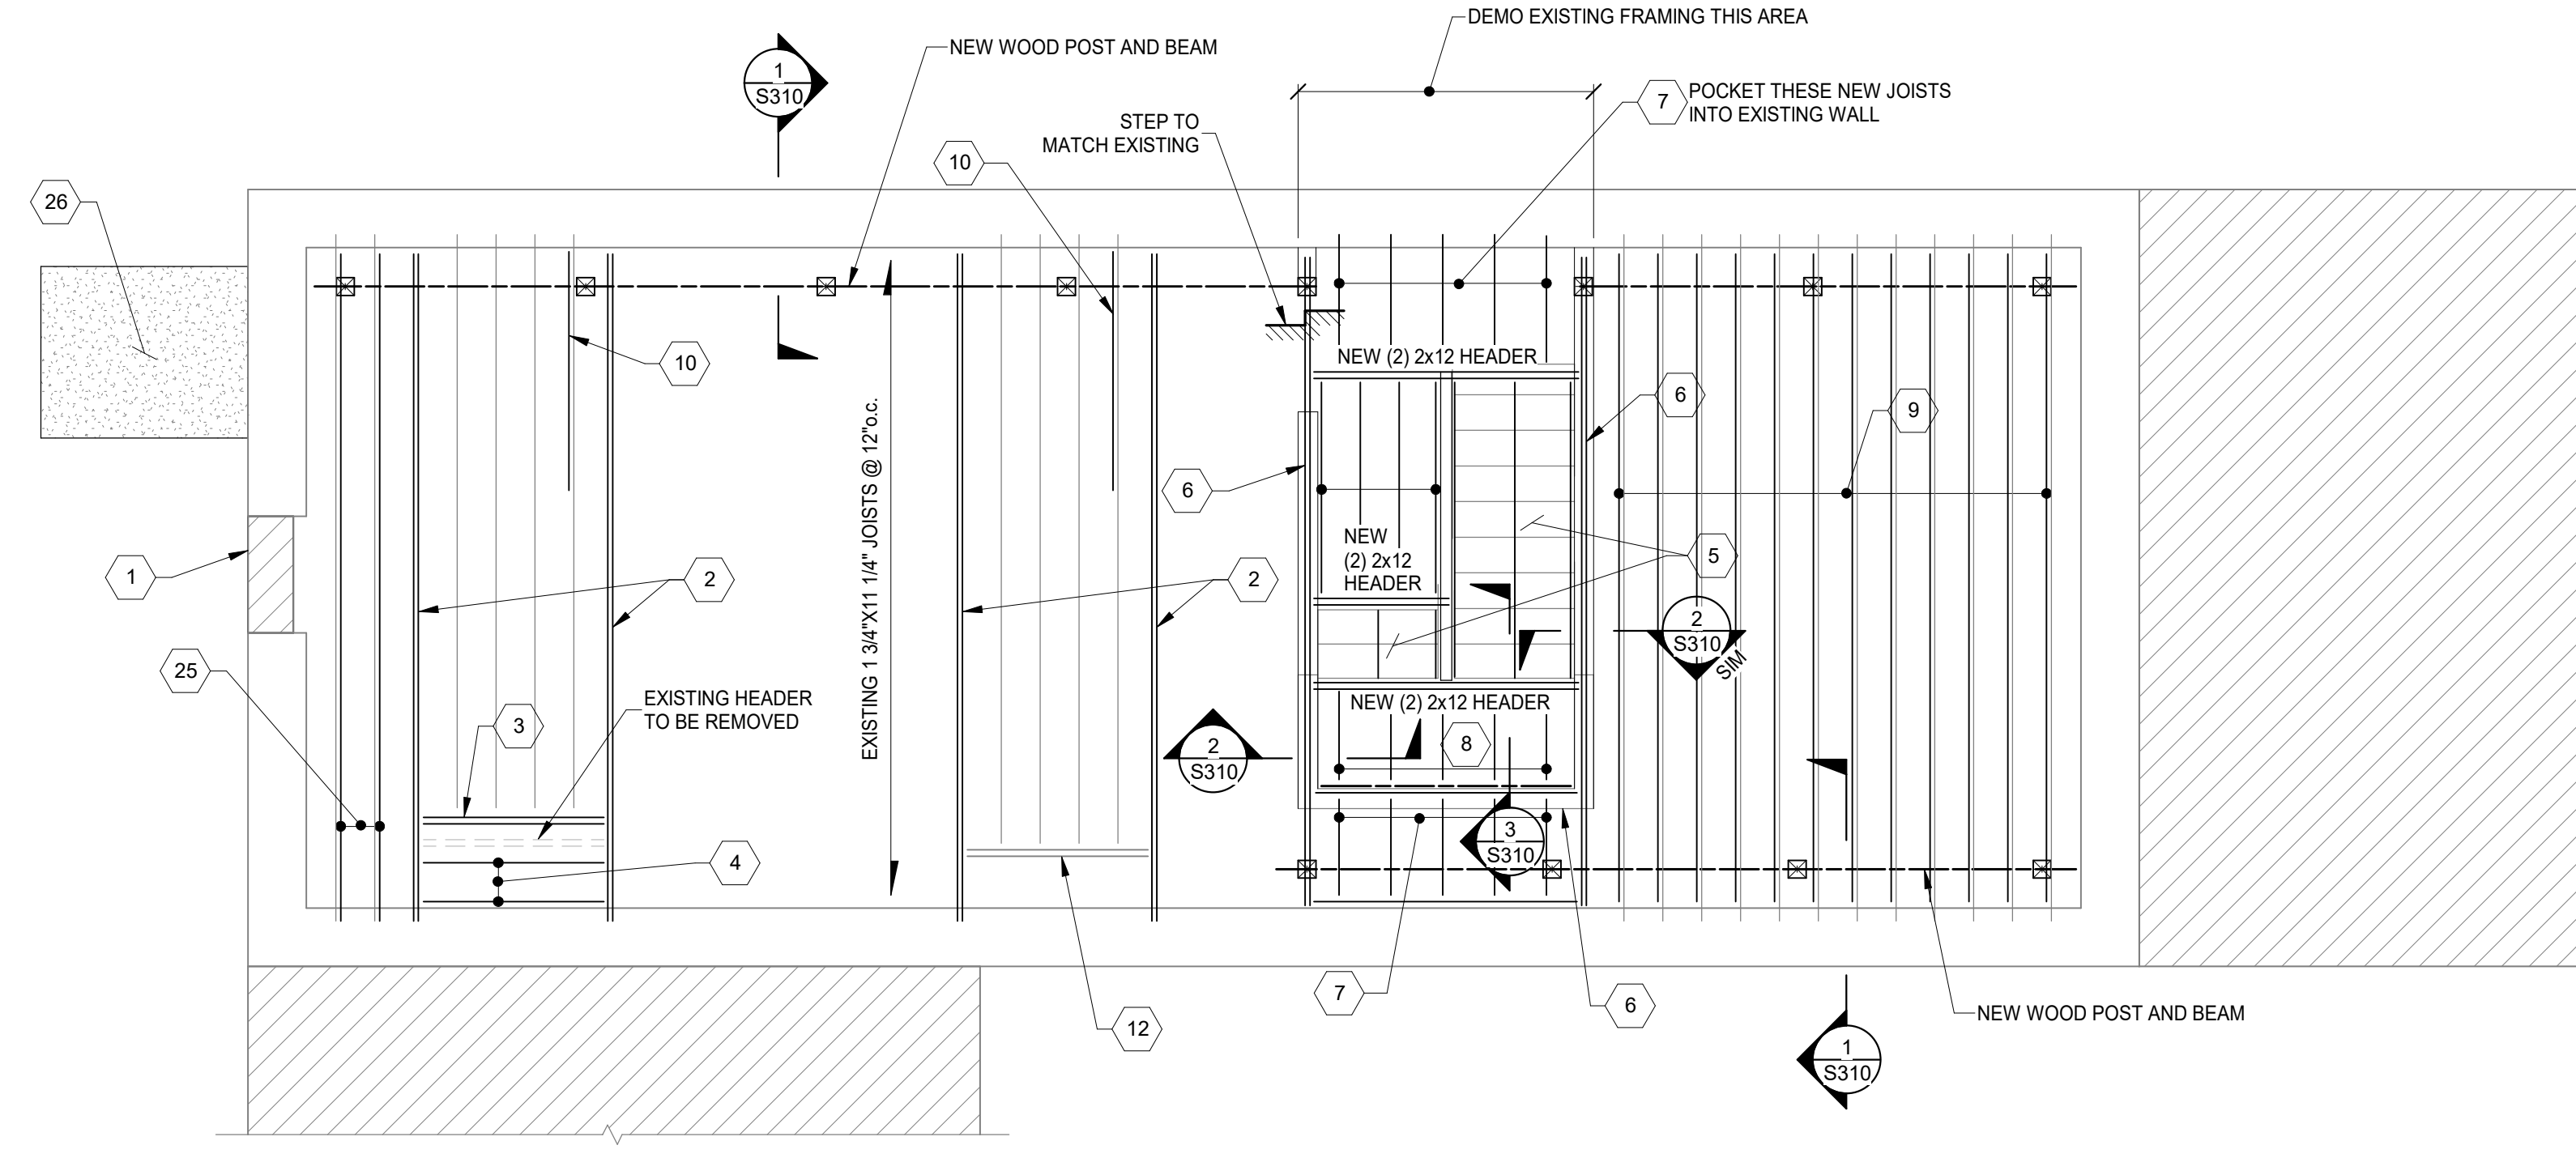 DEMO EXISTING FRAMING THIS AREA
NEW WOOD POST AND BEAM
1
S310
7
POCKET THESE NEW JOISTS
INTO EXISTING WALL
STEP TO
MATCH EXISTING
10
26
10
NEW (2) 2x12 HEADER
6
9
EXISTING 1 3/4"X11 1/4" JOISTS @ 12"o.c.
6
NEW
(2) 2x12
HEADER
5
1
2
2
2
S310
SIM
25
EXISTING HEADER
TO BE REMOVED
3
NEW (2) 2x12 HEADER
8
2
S310
3
S310
4
7
6
12
NEW WOOD POST AND BEAM
1
S310